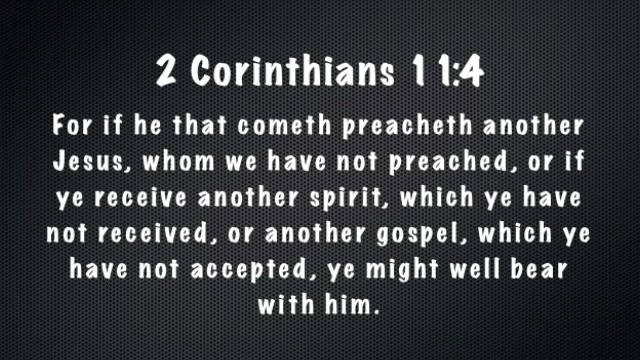 2 Corinthians 11:4
For if he that cometh preacheth another
Jesus, whom we have not preached, or if
ye receive another spirit, which ye have
not received, or another gospel, which ye
have not accepted, ye might well bear
with him.